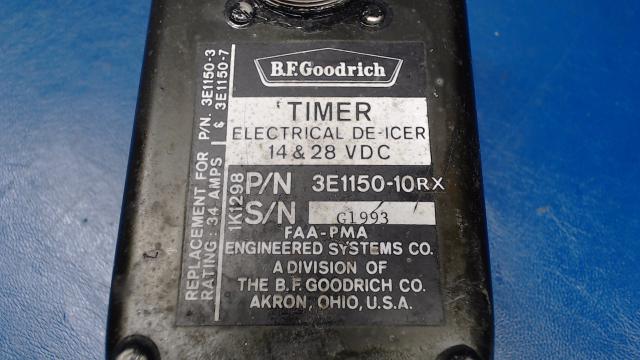 B.F.Goodrich
TIMER
ELECTRICAL DE-ICER
14 & 28 VDC
P/N 3E1150-10RX
S/N G1993
FAA-PMA
ENGINEERED SYSTEMS CO.
A DIVISION OF
THE B.F. GOODRICH CO.
AKRON, OHIO, U.S.A.
REPLACEMENT FOR P/N. 3E1150-3
& 3E1150-7
RATING: 34 AMPS
1K1298